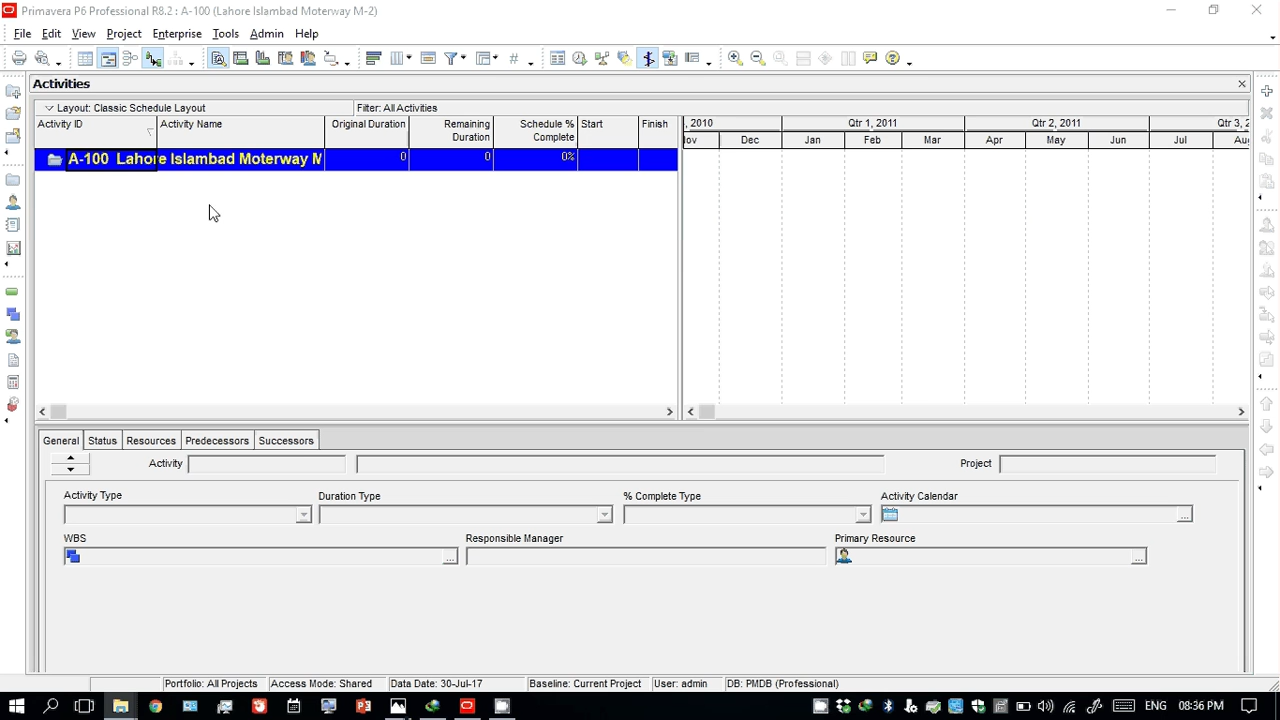 Primavera P6 Professional R8.2 : A-100 (Lahore Islambad Moterway M-2)
File Edit View Project Enterprise Tools Admin Help
Activities
Layout: Classic Schedule Layout Filter: All Activities
Activity ID Activity Name Original Duration Remaining Duration Schedule % Complete Start Finish
, 2010 Qtr 1, 2011 Qtr 2, 2011 Qtr 3, 2
ov Dec Jan Feb Mar Apr May Jun Jul Au
A-100 Lahore Islambad Moterway M 0 0 0%
General Status Resources Predecessors Successors
Activity Project
Activity Type Duration Type % Complete Type Activity Calendar
WBS Responsible Manager Primary Resource
Portfolio: All Projects Access Mode: Shared Data Date: 30-Jul-17 Baseline: Current Project User: admin DB: PMDB (Professional)
ENG 08:36 PM